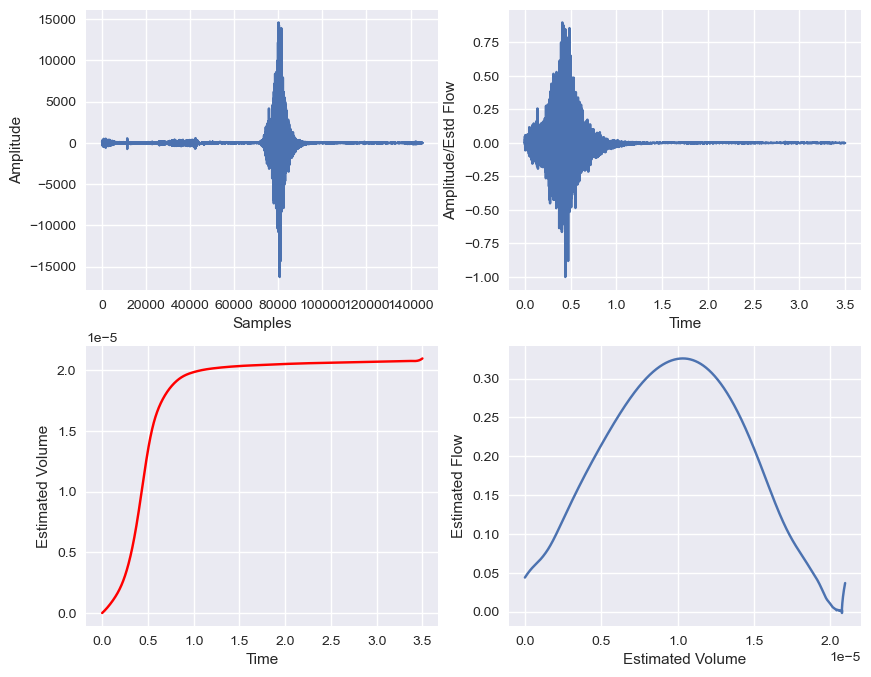 15000
10000
5000
0
−5000
−10000
−15000
Amplitude
0 20000 40000 60000 80000 100000 120000 140000
Samples
0.75
0.50
0.25
0.00
−0.25
−0.50
−0.75
−1.00
Amplitude/Estd Flow
0.0 0.5 1.0 1.5 2.0 2.5 3.0 3.5
Time
1e−5
2.0
1.5
1.0
0.5
0.0
Estimated Volume
0.0 0.5 1.0 1.5 2.0 2.5 3.0 3.5
Time
0.30
0.25
0.20
0.15
0.10
0.05
0.00
Estimated Flow
0.0 0.5 1.0 1.5 2.0
1e−5
Estimated Volume